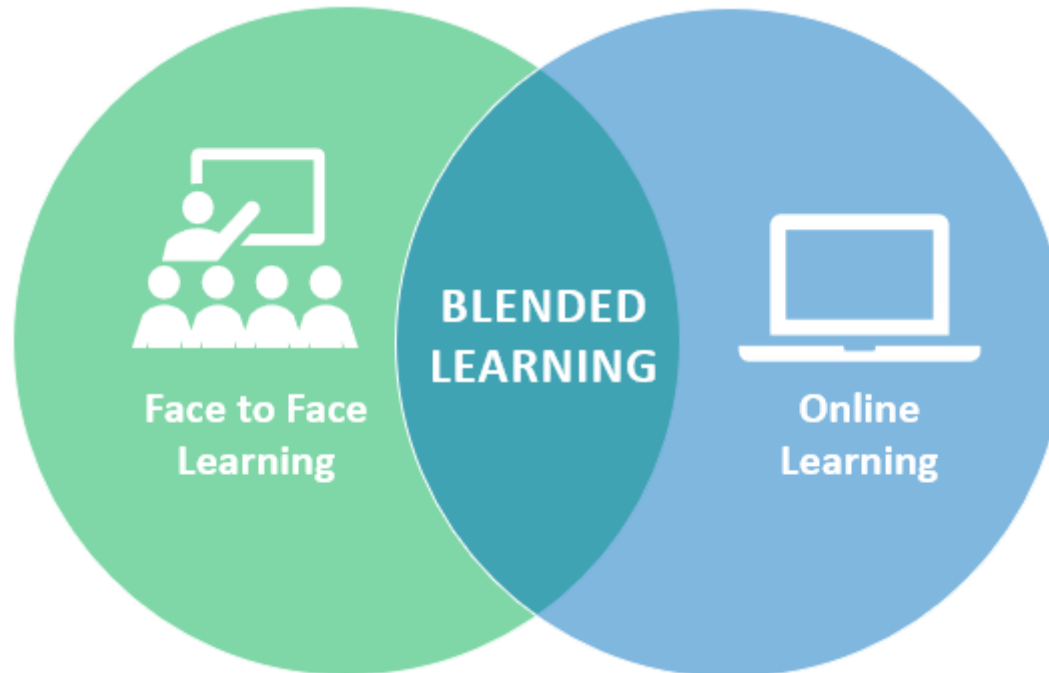 Face to Face
Learning
BLENDED
LEARNING
Online
Learning